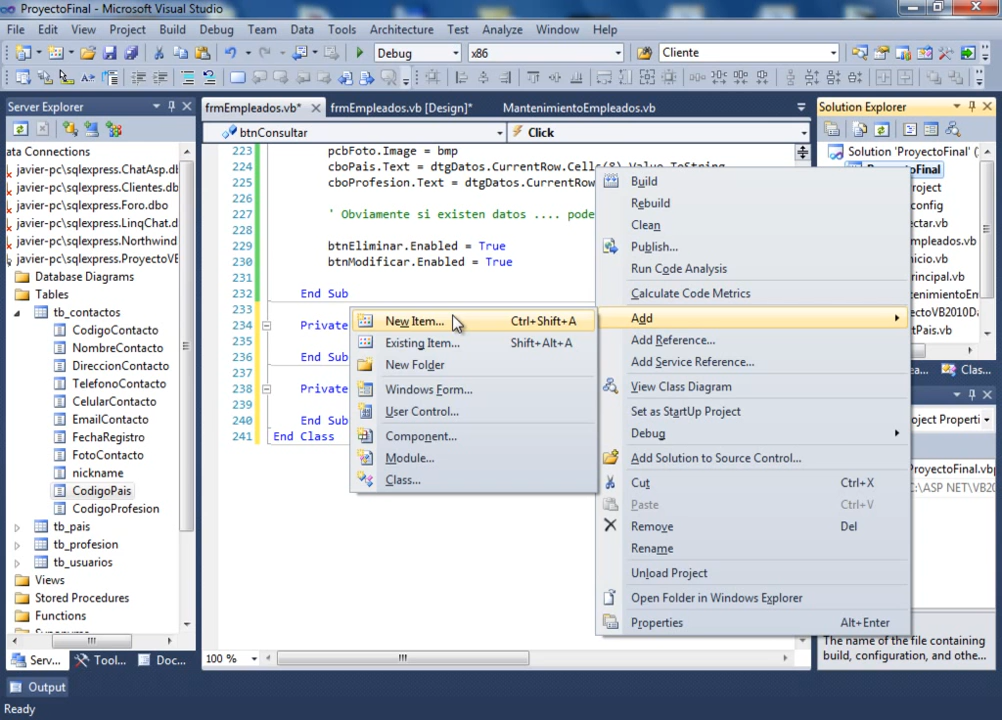 ProyectoFinal - Microsoft Visual Studio
File Edit View Project Build Debug Team Data Tools Architecture Test Analyze Window Help
Debug x86 Cliente
Server Explorer
ata Connections
javier-pc\sqlexpress.ChatAsp.db
javier-pc\sqlexpress.Clientes.db
javier-pc\sqlexpress.Foro.dbo
javier-pc\sqlexpress.LinqChat.d
javier-pc\sqlexpress.Northwind
javier-pc\sqlexpress.ProyectoVB
Database Diagrams
Tables
tb_contactos
CodigoContacto
NombreContacto
DireccionContacto
TelefonoContacto
CelularContacto
EmailContacto
FechaRegistro
FotoContacto
nickname
CodigoPais
CodigoProfesion
tb_pais
tb_profesion
tb_usuarios
Views
Stored Procedures
Functions
Serv... Tool... Doc...
Output
Ready
frmEmpleados.vb* frmEmpleados.vb [Design]* MantenimientoEmpleados.vb
btnConsultar Click
223 pcbFoto.Image = bmp
224 cboPais.Text = dtgDatos.CurrentRow.Cells(8).Value.ToString
225 cboProfesion.Text = dtgDatos.CurrentRow
226
227 ' Obviamente si existen datos .... pode
228
229 btnEliminar.Enabled = True
230 btnModificar.Enabled = True
231
232 End Sub
233
234 Private
235
236 End Sub
237
238 Private
239
240 End Sub
241 End Class
100 %
New Item... Ctrl+Shift+A
Existing Item... Shift+Alt+A
New Folder
Windows Form...
User Control...
Component...
Module...
Class...
Build
Rebuild
Clean
Publish...
Run Code Analysis
Calculate Code Metrics
Add
Add Reference...
Add Service Reference...
View Class Diagram
Set as StartUp Project
Debug
Add Solution to Source Control...
Cut Ctrl+X
Paste Ctrl+V
Remove Del
Rename
Unload Project
Open Folder in Windows Explorer
Properties Alt+Enter
Solution Explorer
Solution 'ProyectoFinal' (
roject
config
ectar.vb
mpleados.vb
nicio.vb
rincipal.vb
antenimientoE
royectoVB2010D
tPais.vb
ea... Clas...
oject Properti
ProyectoFinal.vbp
C:\ASP NET\VB20
The name of the file containing
build, configuration, and othe...